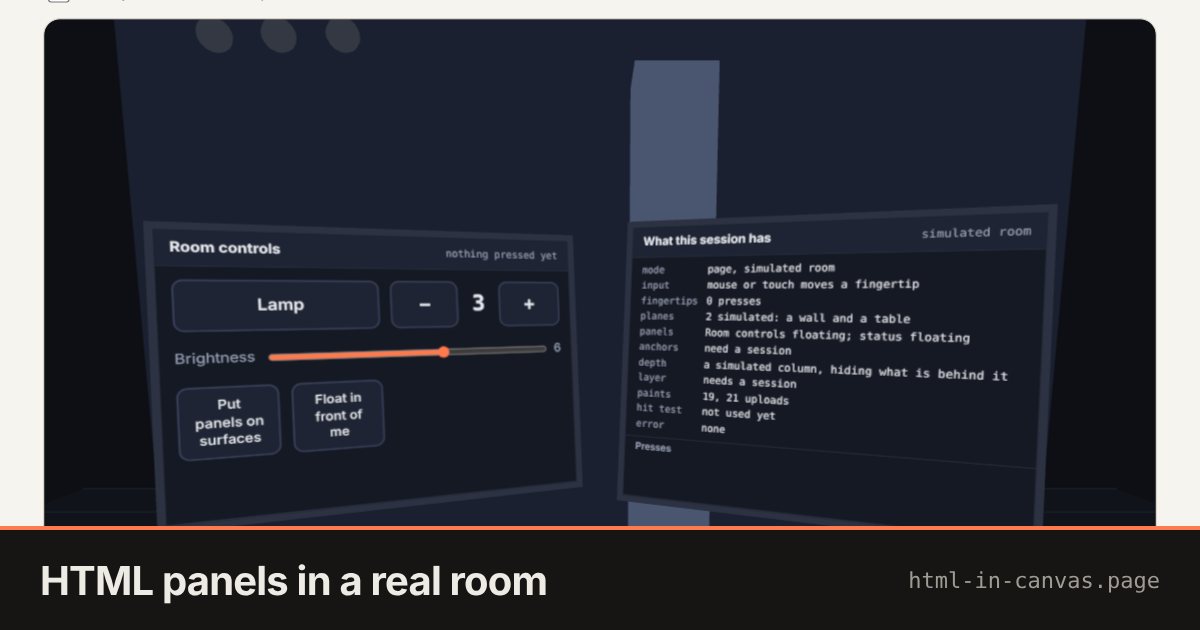 Room controls
nothing pressed yet
Lamp
− 3 +
Brightness 6
Put
panels on
surfaces
Float in
front of
me
What this session has
simulated room
mode page, simulated room
input mouse or touch moves a fingertip
fingertips 0 presses
planes 2 simulated: a wall and a table
panels Room controls floating; status floating
anchors need a session
depth a simulated column, hiding what is behind it
layer needs a session
paints 19, 21 uploads
hit test not used yet
error none
Presses
HTML panels in a real room
html-in-canvas.page